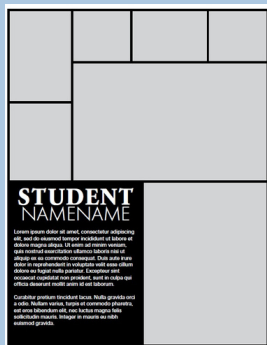 STUDENT
NAMENAME
Lorem ipsum dolor sit amet, consectetur adipiscing
elit, sed do eiusmod tempor incididunt ut labore et
dolore magna aliqua. Ut enim ad minim veniam,
quis nostrud exercitation ullamco laboris nisi ut
aliquip ex ea commodo consequat. Duis aute irure
dolor in reprehenderit in voluptate velit esse cillum
dolore eu fugiat nulla pariatur. Excepteur sint
occaecat cupidatat non proident, sunt in culpa qui
officia deserunt mollit anim id est laborum.
Curabitur pretium tincidunt lacus. Nulla gravida orci
a odio. Nullam varius, turpis et commodo pharetra,
est eros bibendum elit, nec luctus magna felis
sollicitudin mauris. Integer in mauris eu nibh
euismod gravida.